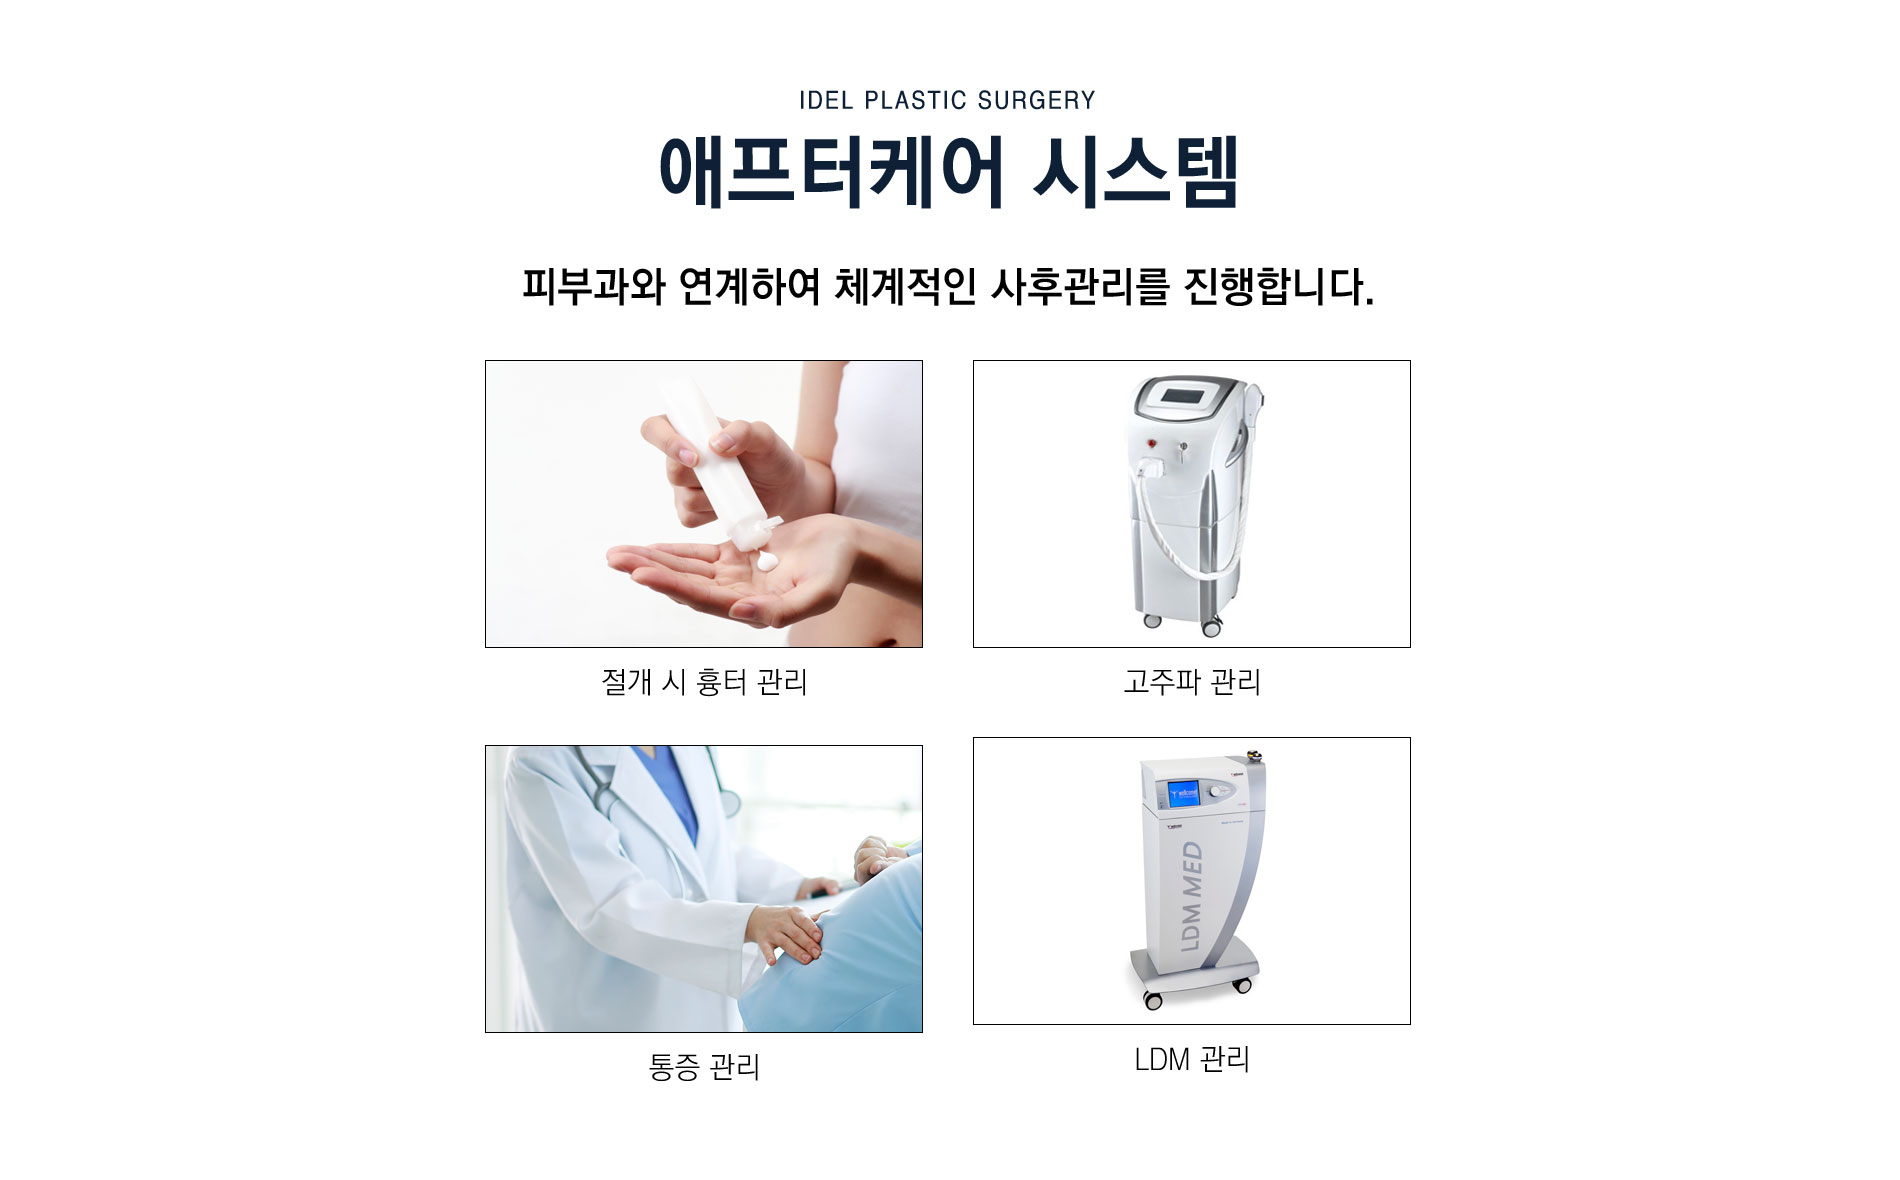 IDEL PLASTIC SURGERY
애프터케어 시스템
피부과와 연계하여 체계적인 사후관리를 진행합니다.
절개 시 흉터 관리
고주파 관리
wellcomet
LDM MED
통증 관리
LDM 관리